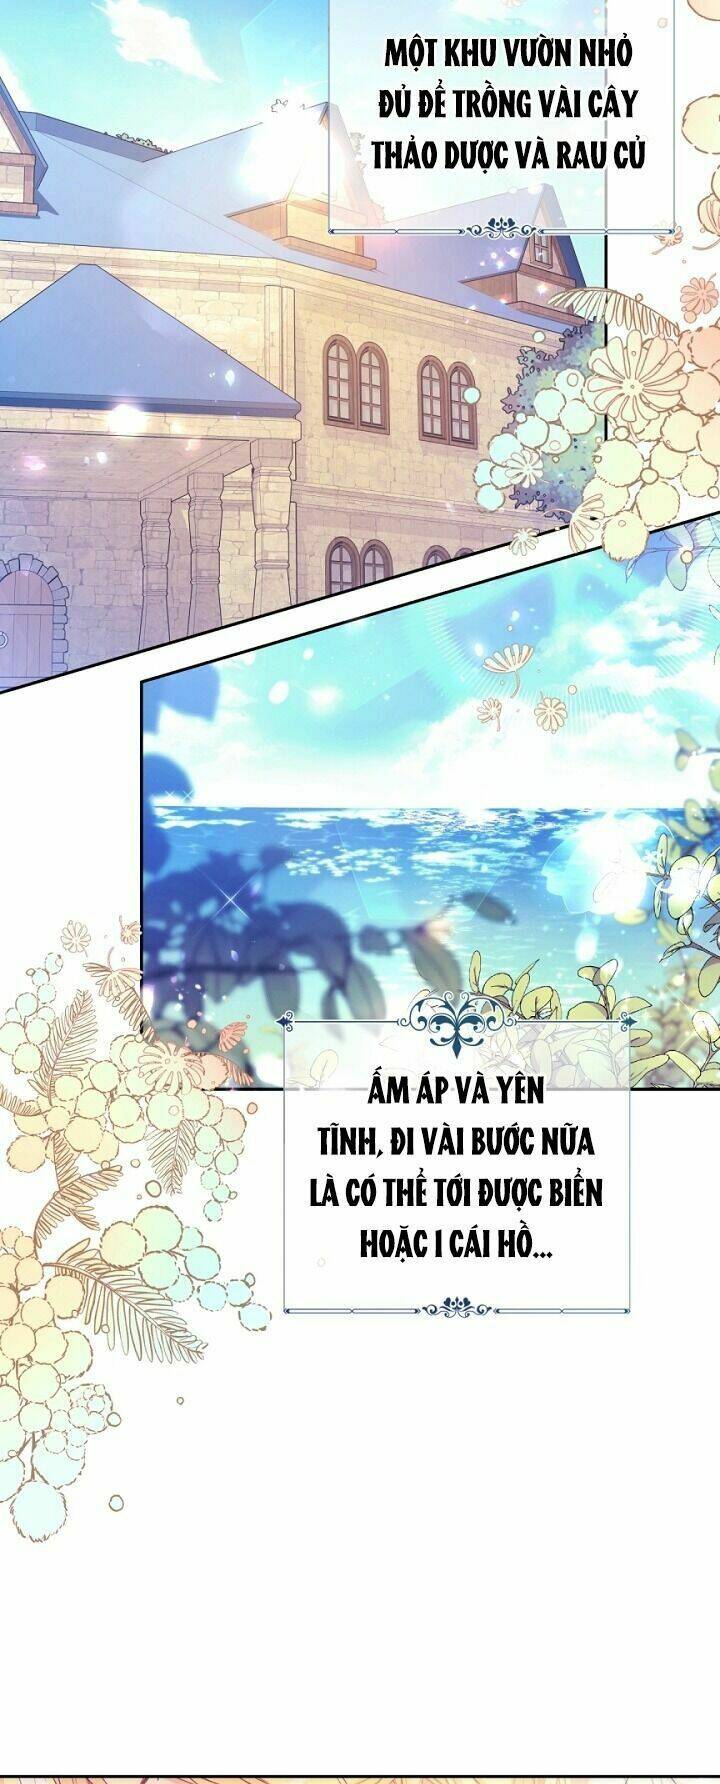 MỘT KHU VƯỜN NHỎ
ĐỦ ĐỂ TRỒNG VÀI CÂY
THẢO DƯỢC VÀ RAU CỦ
ẤM ÁP VÀ YÊN
TĨNH, ĐI VÀI BƯỚC NỮA
LÀ CÓ THỂ TỚI ĐƯỢC BIỂN
HOẶC 1 CÁI HỒ...